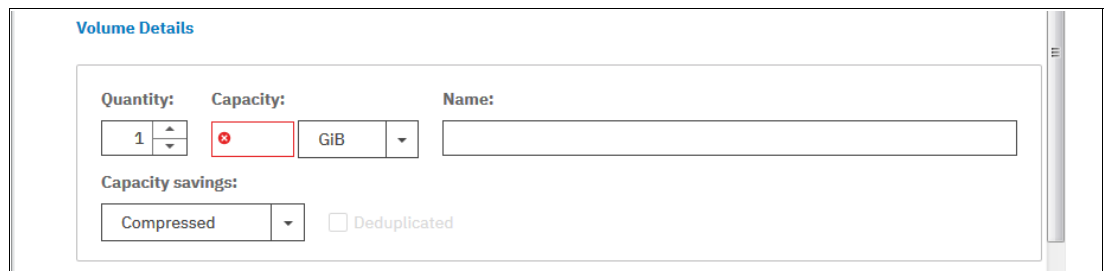 Volume Details
Quantity: Capacity: Name:
1 GiB
Capacity savings:
Compressed Deduplicated